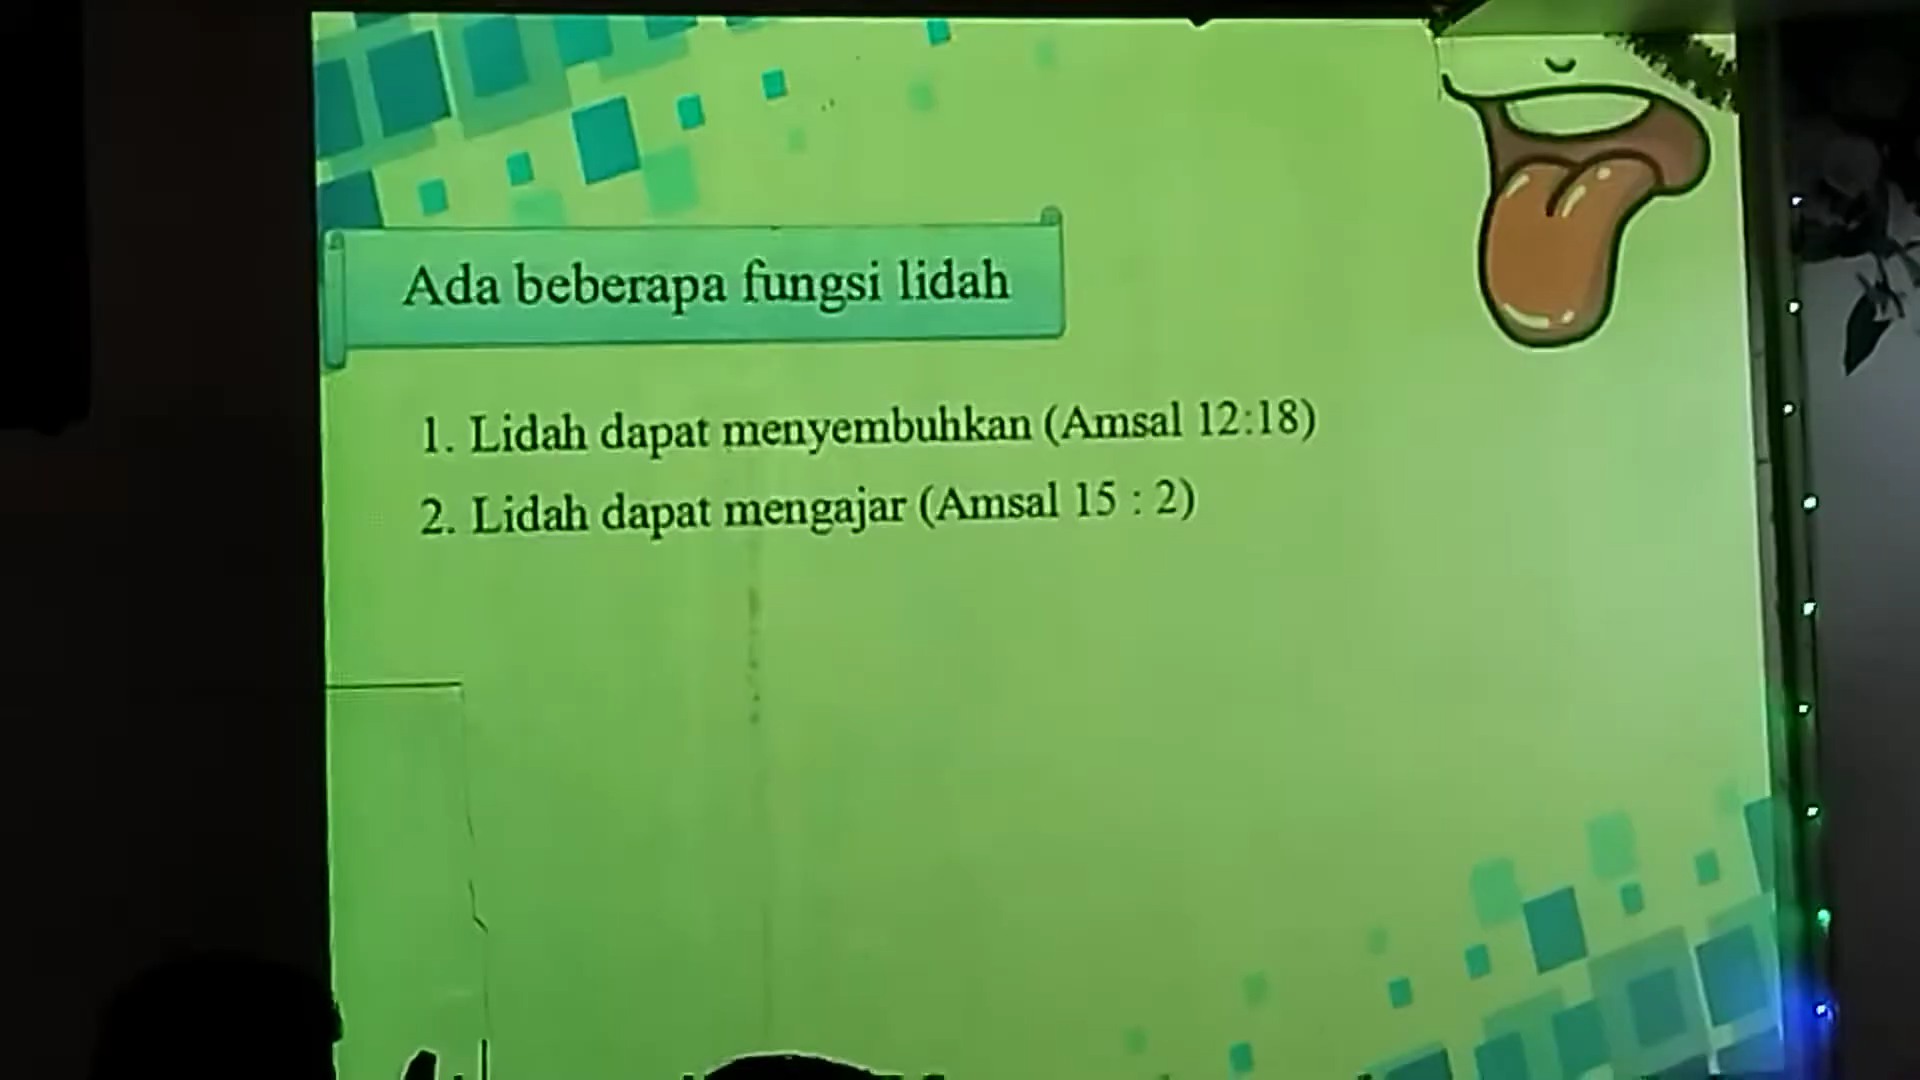 Ada beberapa fungsi lidah
1. Lidah dapat menyembuhkan (Amsal 12:18)
2. Lidah dapat mengajar (Amsal 15 : 2)